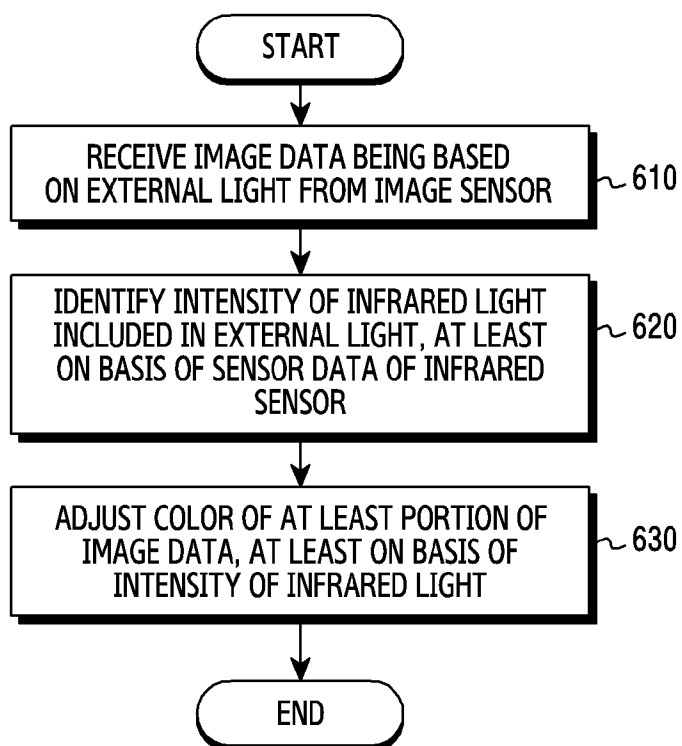 START
RECEIVE IMAGE DATA BEING BASED
ON EXTERNAL LIGHT FROM IMAGE SENSOR
610
IDENTIFY INTENSITY OF INFRARED LIGHT
INCLUDED IN EXTERNAL LIGHT, AT LEAST
ON BASIS OF SENSOR DATA OF INFRARED
SENSOR
620
ADJUST COLOR OF AT LEAST PORTION OF
IMAGE DATA, AT LEAST ON BASIS OF
INTENSITY OF INFRARED LIGHT
630
END